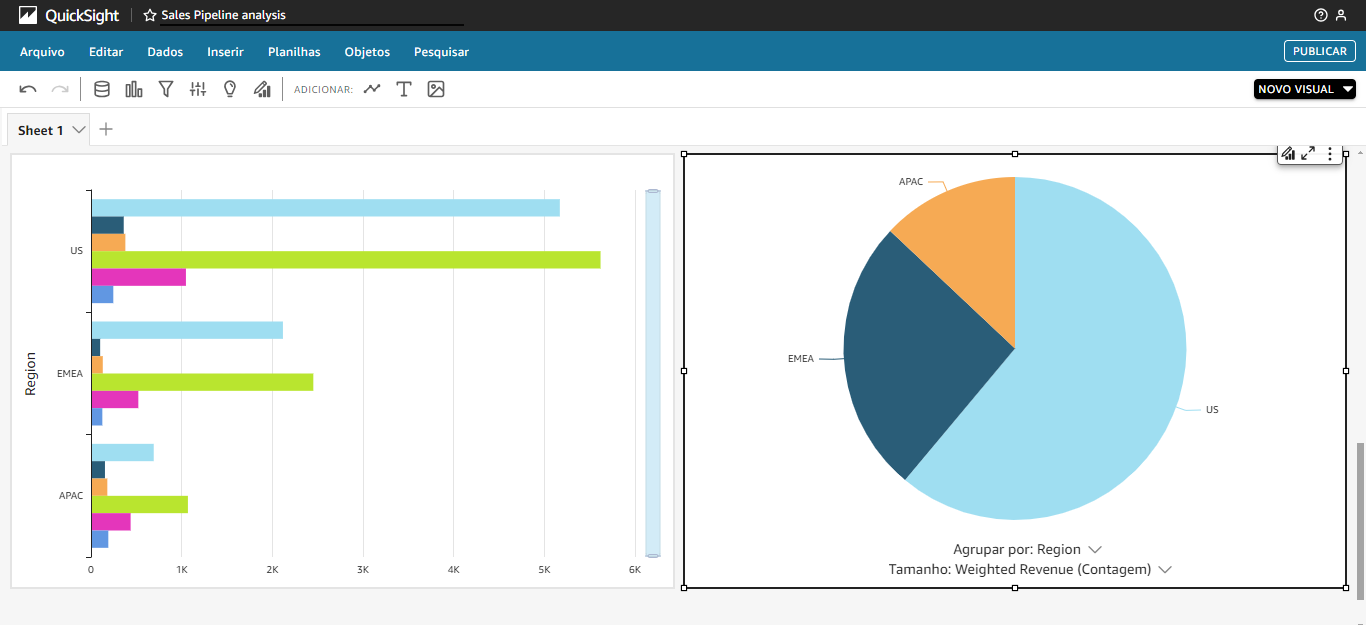 QuickSight
Sales Pipeline analysis
Arquivo Editar Dados Inserir Planilhas Objetos Pesquisar
PUBLICAR
ADICIONAR:
NOVO VISUAL
Sheet 1
Region
US
EMEA
APAC
0 1K 2K 3K 4K 5K 6K
APAC
EMEA
US
Agrupar por: Region
Tamanho: Weighted Revenue (Contagem)